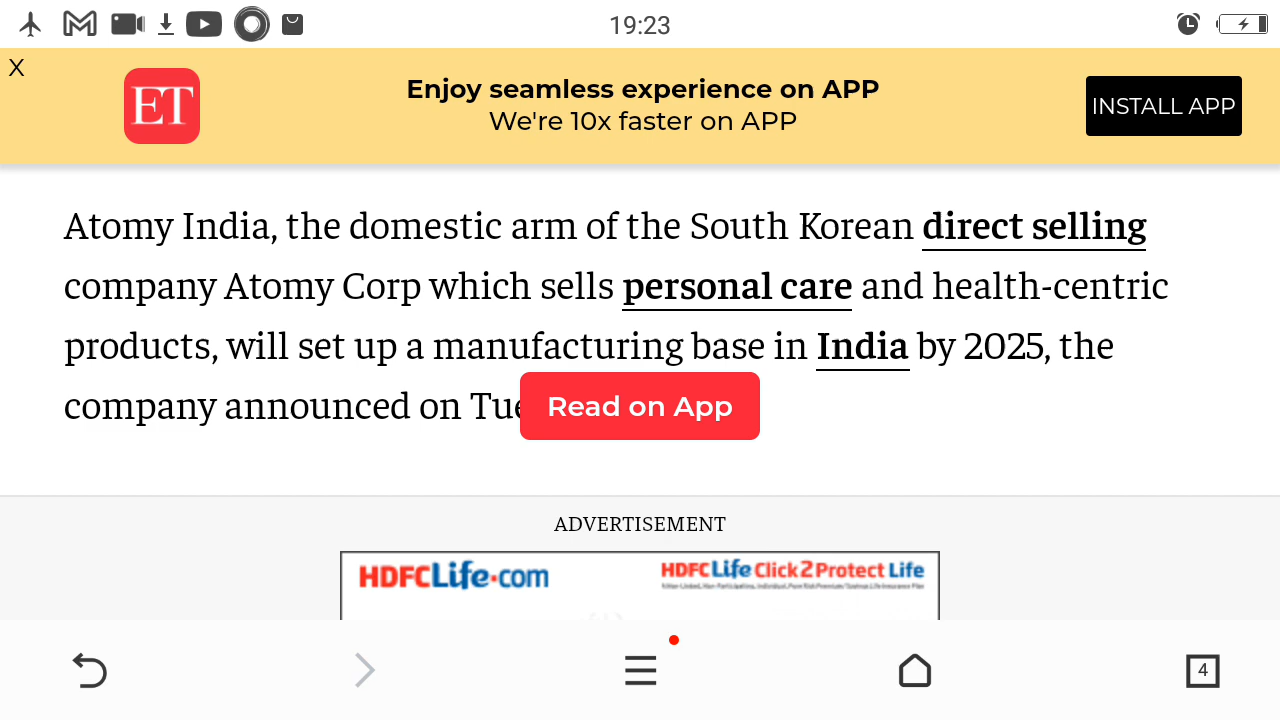 19:23
X
ET
Enjoy seamless experience on APP
We're 10x faster on APP
INSTALL APP
Atomy India, the domestic arm of the South Korean direct selling
company Atomy Corp which sells personal care and health-centric
products, will set up a manufacturing base in India by 2025, the
company announced on
Read on App
ADVERTISEMENT
HDFC Life.com
HDFC Life Click 2 Protect Life
4